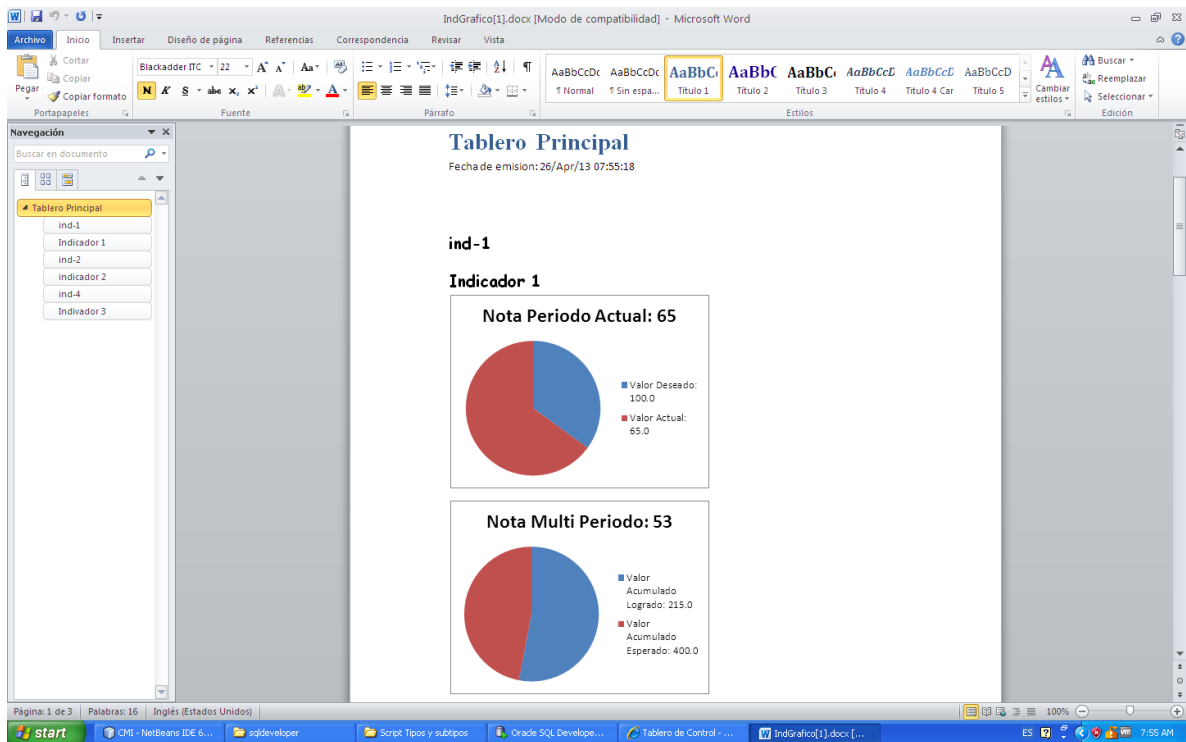 IndGrafico[1].docx [Modo de compatibilidad] - Microsoft Word
Archivo Inicio Insertar Diseño de página Referencias Correspondencia Revisar Vista
Pegar
Cortar
Copiar
Copiar formato
Portapapeles
Blackadder ITC 22
Fuente
Párrafo
AaBbCcDc AaBbCcDc AaBbC AaBbC AaBbC AaBbCcD AaBbCcD AaBbCcD
¶ Normal ¶ Sin espa... Título 1 Título 2 Título 3 Título 4 Título 4 Car Título 5
Cambiar estilos
Estilos
Buscar
Reemplazar
Seleccionar
Edición
Navegación
Buscar en documento
Tablero Principal
ind-1
Indicador 1
ind-2
indicador 2
ind-4
Indivador 3
Tablero Principal
Fecha de emision: 26/Apr/13 07:55:18
ind-1
Indicador 1
Nota Periodo Actual: 65
Valor Deseado:
100.0
Valor Actual:
65.0
Nota Multi Periodo: 53
Valor
Acumulado
Logrado: 215.0
Valor
Acumulado
Esperado: 400.0
Página: 1 de 3 Palabras: 16 Inglés (Estados Unidos) 100%
start CMI - NetBeans IDE 6... sqldeveloper Script Tipos y subtipos Oracle SQL Develope... Tablero de Control - ... IndGrafico[1].docx [... ES 7:55 AM